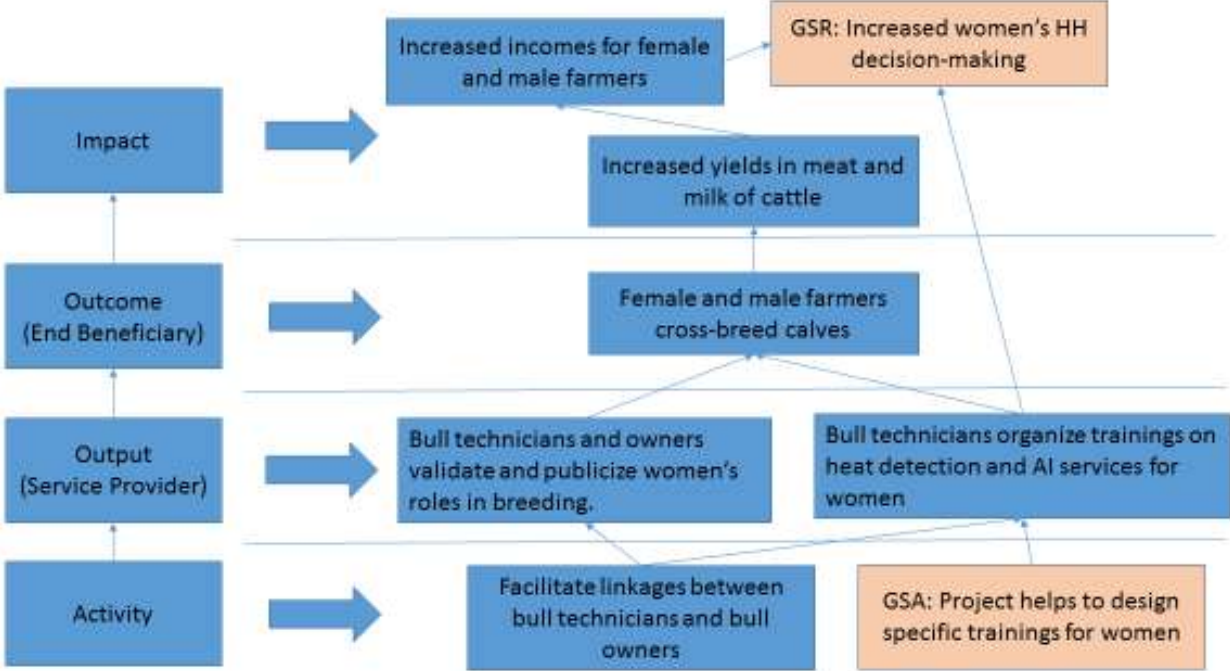 Increased incomes for female
and male farmers
GSR: Increased women's HH
decision-making
Impact
Increased yields in meat and
milk of cattle
Outcome
(End Beneficiary)
Female and male farmers
cross-breed calves
Output
(Service Provider)
Bull technicians and owners
validate and publicize women's
roles in breeding.
Bull technicians organize trainings on
heat detection and AI services for
women
Activity
Facilitate linkages between
bull technicians and bull
owners
GSA: Project helps to design
specific trainings for women